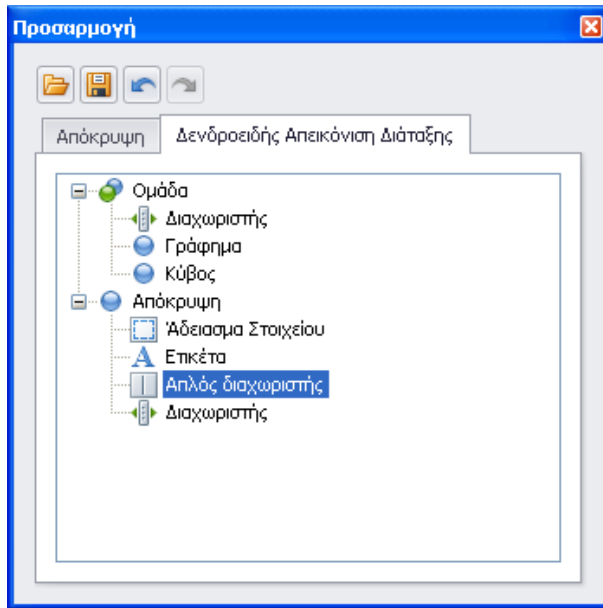 Προσαρμογή
Απόκρυψη
Δενδροειδής Απεικόνιση Διάταξης
Ομάδα
Διαχωριστής
Γράφημα
Κύβος
Απόκρυψη
Άδειασμα Στοιχείου
Ετικέτα
Απλός διαχωριστής
Διαχωριστής